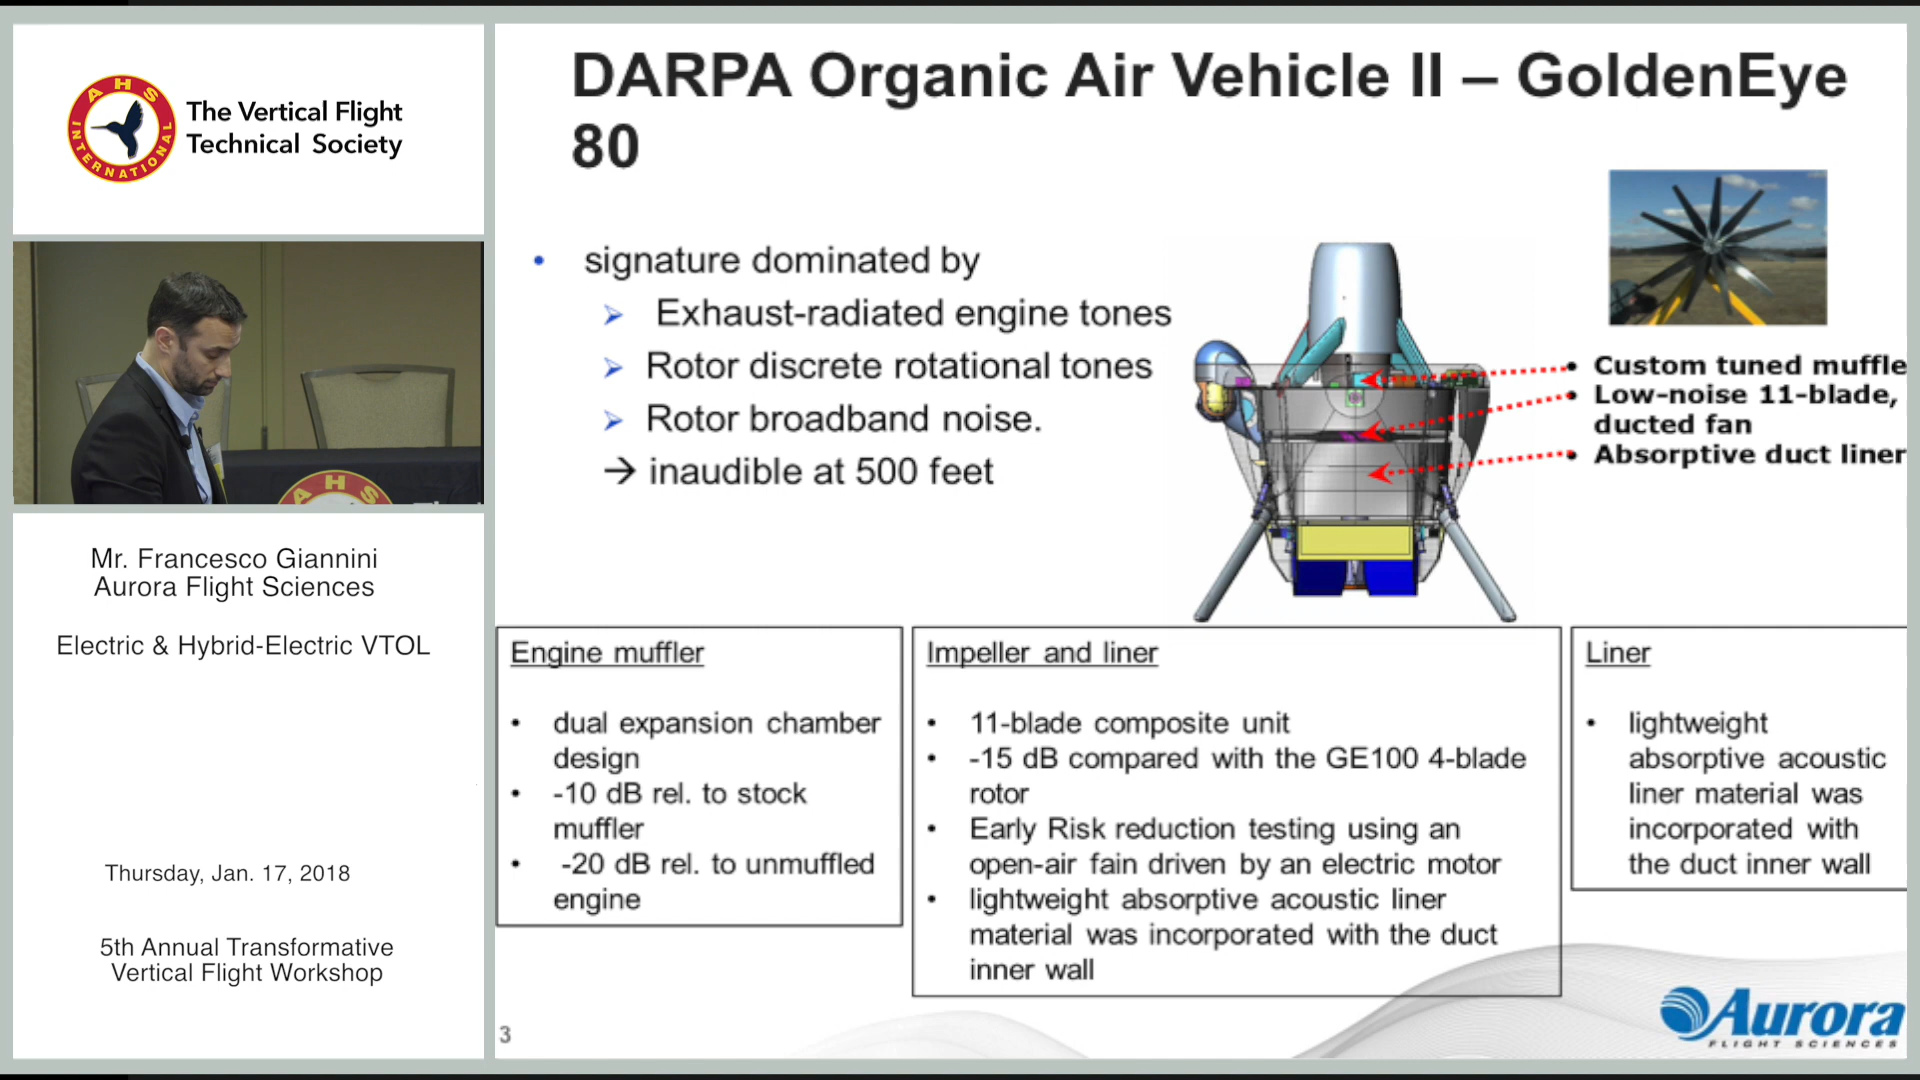 AHS
INTERNATIONAL
The Vertical Flight
Technical Society
AHS
Mr. Francesco Giannini
Aurora Flight Sciences
Electric & Hybrid-Electric VTOL
Thursday, Jan. 17, 2018
5th Annual Transformative
Vertical Flight Workshop
DARPA Organic Air Vehicle II – GoldenEye
80
• signature dominated by
➢ Exhaust-radiated engine tones
➢ Rotor discrete rotational tones
➢ Rotor broadband noise.
→ inaudible at 500 feet
• Custom tuned muffle
• Low-noise 11-blade,
ducted fan
• Absorptive duct liner
Engine muffler
• dual expansion chamber
design
• -10 dB rel. to stock
muffler
• -20 dB rel. to unmuffled
engine
Impeller and liner
• 11-blade composite unit
• -15 dB compared with the GE100 4-blade
rotor
• Early Risk reduction testing using an
open-air fain driven by an electric motor
• lightweight absorptive acoustic liner
material was incorporated with the duct
inner wall
Liner
• lightweight
absorptive acoustic
liner material was
incorporated with
the duct inner wall
3
Aurora
FLIGHT SCIENCES